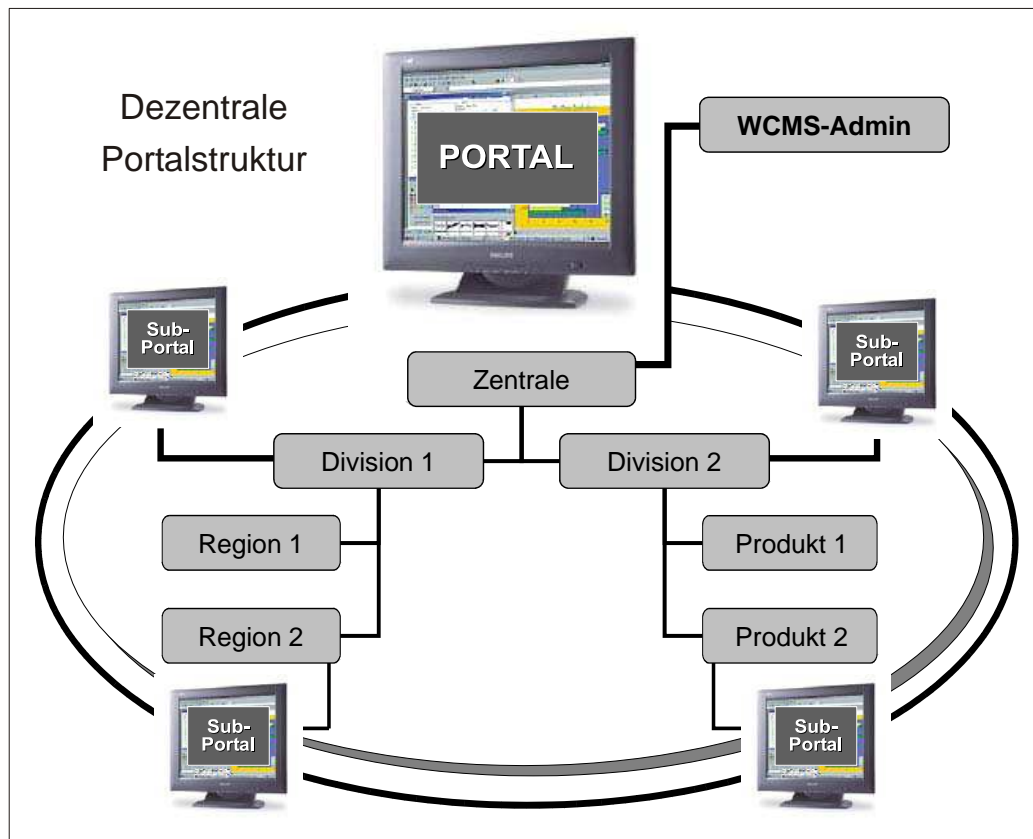 Dezentrale
Portalstruktur
PORTAL
WCMS-Admin
Sub-
Portal
Sub-
Portal
Zentrale
Division 1
Division 2
Region 1
Produkt 1
Region 2
Produkt 2
Sub-
Portal
Sub-
Portal
PHILIPS